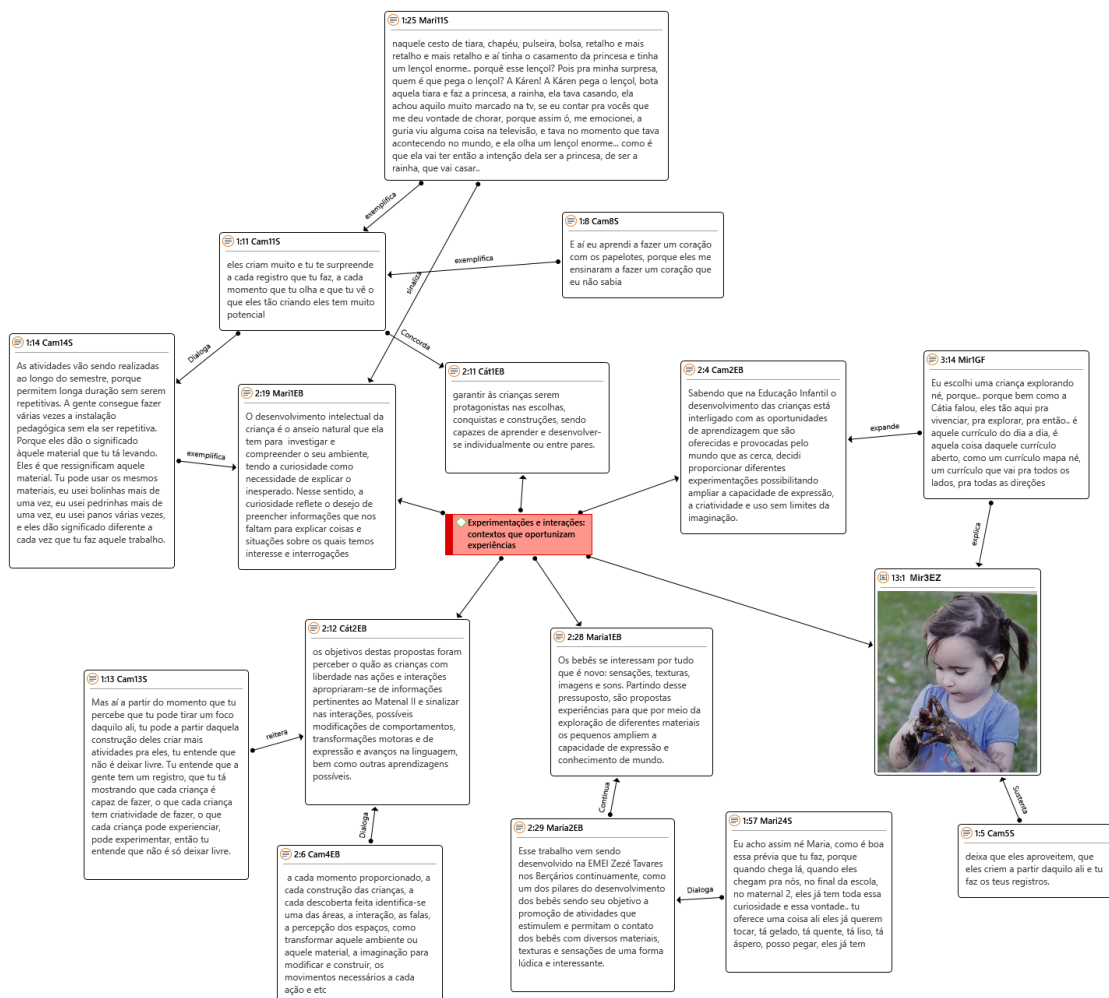 1:25 Mari11S
naquele cesto de tiara, chapéu, pulseira, bolsa, retalho e mais
retalho e mais retalho e aí tinha o casamento da princesa e tinha
um lençol enorme.. porquê esse lençol? Pois pra minha surpresa,
quem é que pega o lençol? A Káren! A Káren pega o lençol, bota
aquela tiara e faz a princesa, a rainha, ela tava casando, ela
achou aquilo muito marcado na tv, se eu contar pra vocês que
me deu vontade de chorar, porque assim ó, me emocionei, a
guria viu alguma coisa na televisão, e tava no momento que tava
acontecendo no mundo, e ela olha um lençol enorme... como é
que ela vai ter então a intenção dela ser a princesa, de ser a
rainha, que vai casar..
exemplifica
sinaliza
1:8 Cam8S
E aí eu aprendi a fazer um coração
com os papelotes, porque eles me
ensinaram a fazer um coração que
eu não sabia
exemplifica
1:11 Cam11S
eles criam muito e tu te surpreende
a cada registro que tu faz, a cada
momento que tu olha e que tu vê o
que eles tão criando eles tem muito
potencial
Dialoga
Concorda
1:14 Cam14S
As atividades vão sendo realizadas
ao longo do semestre, porque
permitem longa duração sem serem
repetitivas. A gente consegue fazer
várias vezes a instalação
pedagógica sem ela ser repetitiva.
Porque eles dão o significado
àquele material que tu tá levando.
Eles é que ressignificam aquele
material. Tu pode usar os mesmos
materiais, eu usei bolinhas mais de
uma vez, eu usei pedrinhas mais de
uma vez, eu usei panos várias vezes,
e eles dão significado diferente a
cada vez que tu faz aquele trabalho.
exemplifica
2:19 Mari1EB
O desenvolvimento intelectual da
criança é o anseio natural que ela
tem para investigar e
compreender o seu ambiente,
tendo a curiosidade como
necessidade de explicar o
inesperado. Nesse sentido, a
curiosidade reflete o desejo de
preencher informações que nos
faltam para explicar coisas e
situações sobre os quais temos
interesse e interrogações
2:11 Cát1EB
garantir às crianças serem
protagonistas nas escolhas,
conquistas e construções, sendo
capazes de aprender e desenvolver-
se individualmente ou entre pares.
2:4 Cam2EB
Sabendo que na Educação Infantil o
desenvolvimento das crianças está
interligado com as oportunidades
de aprendizagem que são
oferecidas e provocadas pelo
mundo que as cerca, decidi
proporcionar diferentes
experimentações possibilitando
ampliar a capacidade de expressão,
a criatividade e uso sem limites da
imaginação.
expande
3:14 Mir1GF
Eu escolhi uma criança explorando
né, porque.. porque bem como a
Cátia falou, eles tão aqui pra
vivenciar, pra explorar, pra então.. é
aquele currículo do dia a dia, é
aquela coisa daquele currículo
aberto, como um currículo mapa né,
um currículo que vai pra todos os
lados, pra todas as direções
explica
Experimentações e interações:
contextos que oportunizam
experiências
13:1 Mir3EZ
Sustenta
1:5 Cam5S
deixa que eles aproveitem, que
eles criem a partir daquilo ali e tu
faz os teus registros.
2:12 Cát2EB
os objetivos destas propostas foram
perceber o quão as crianças com
liberdade nas ações e interações
apropriaram-se de informações
pertinentes ao Matenal II e sinalizar
nas interações, possíveis
modificações de comportamentos,
transformações motoras e de
expressão e avanços na linguagem,
bem como outras aprendizagens
possíveis.
2:28 Maria1EB
Os bebês se interessam por tudo
que é novo: sensações, texturas,
imagens e sons. Partindo desse
pressuposto, são propostas
experiências para que por meio da
exploração de diferentes materiais
os pequenos ampliem a
capacidade de expressão e
conhecimento de mundo.
1:13 Cam13S
Mas aí a partir do momento que tu
percebe que tu pode tirar um foco
daquilo ali, tu pode a partir daquela
construção deles criar mais
atividades pra eles, tu entende que
não é deixar livre. Tu entende que a
gente tem um registro, que tu tá
mostrando que cada criança é
capaz de fazer, o que cada criança
tem criatividade de fazer, o que
cada criança pode experienciar,
pode experimentar, então tu
entende que não é só deixar livre.
reitera
Dialoga
2:6 Cam4EB
a cada momento proporcionado, a
cada construção das crianças, a
cada descoberta feita identifica-se
uma das áreas, a interação, as falas,
a percepção dos espaços, como
transformar aquele ambiente ou
aquele material, a imaginação para
modificar e construir, os
movimentos necessários a cada
ação e etc
Continua
2:29 Maria2EB
Esse trabalho vem sendo
desenvolvido na EMEI Zezé Tavares
nos Berçários continuamente, como
um dos pilares do desenvolvimento
dos bebês sendo seu objetivo a
promoção de atividades que
estimulem e permitam o contato
dos bebês com diversos materiais,
texturas e sensações de uma forma
lúdica e interessante.
Dialoga
1:57 Mari24S
Eu acho assim né Maria, como é boa
essa prévia que tu faz, porque
quando chega lá, quando eles
chegam pra nós, no final da escola,
no maternal 2, eles já tem toda essa
curiosidade e essa vontade.. tu
oferece uma coisa ali eles já querem
tocar, tá gelado, tá quente, tá liso, tá
áspero, posso pegar, eles já tem